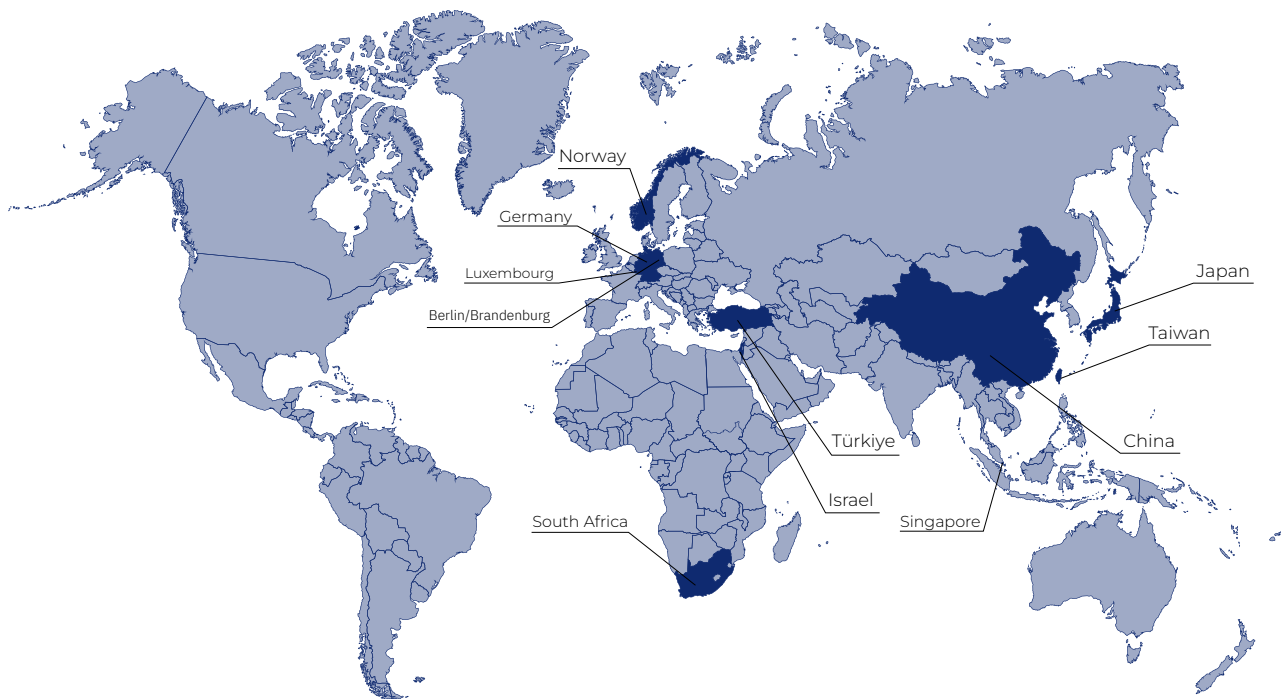 Norway
Germany
Luxembourg
Berlin/Brandenburg
Japan
Taiwan
Türkiye
China
Israel
Singapore
South Africa